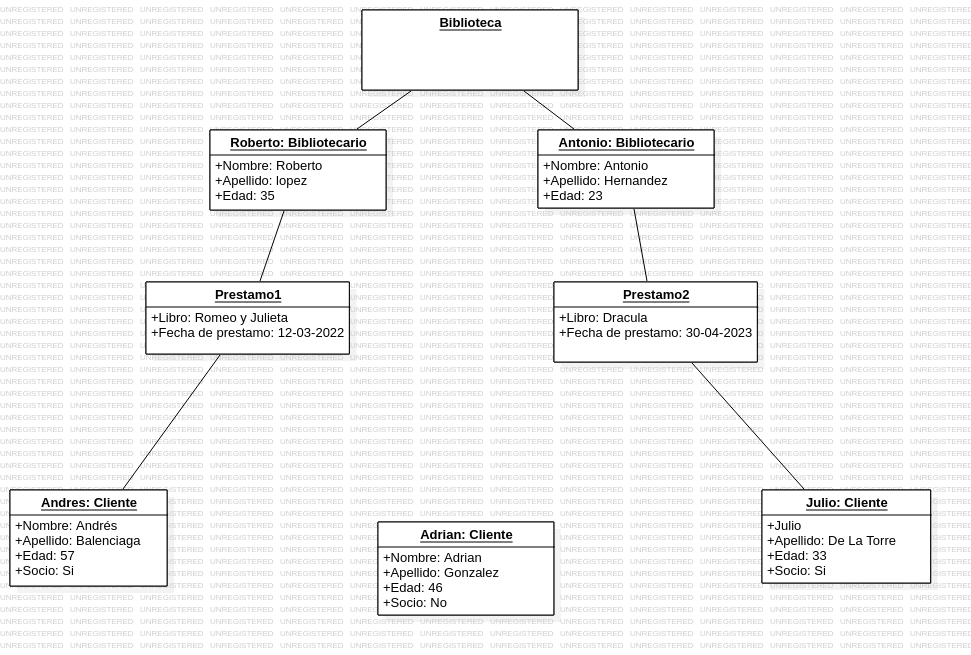 Biblioteca
Roberto: Bibliotecario
+Nombre: Roberto
+Apellido: lopez
+Edad: 35
Antonio: Bibliotecario
+Nombre: Antonio
+Apellido: Hernandez
+Edad: 23
Prestamo1
+Libro: Romeo y Julieta
+Fecha de prestamo: 12-03-2022
Prestamo2
+Libro: Dracula
+Fecha de prestamo: 30-04-2023
Andres: Cliente
+Nombre: Andrés
+Apellido: Balenciaga
+Edad: 57
+Socio: Si
Adrian: Cliente
+Nombre: Adrian
+Apellido: Gonzalez
+Edad: 46
+Socio: No
Julio: Cliente
+Julio
+Apellido: De La Torre
+Edad: 33
+Socio: Si
UNREGISTERED